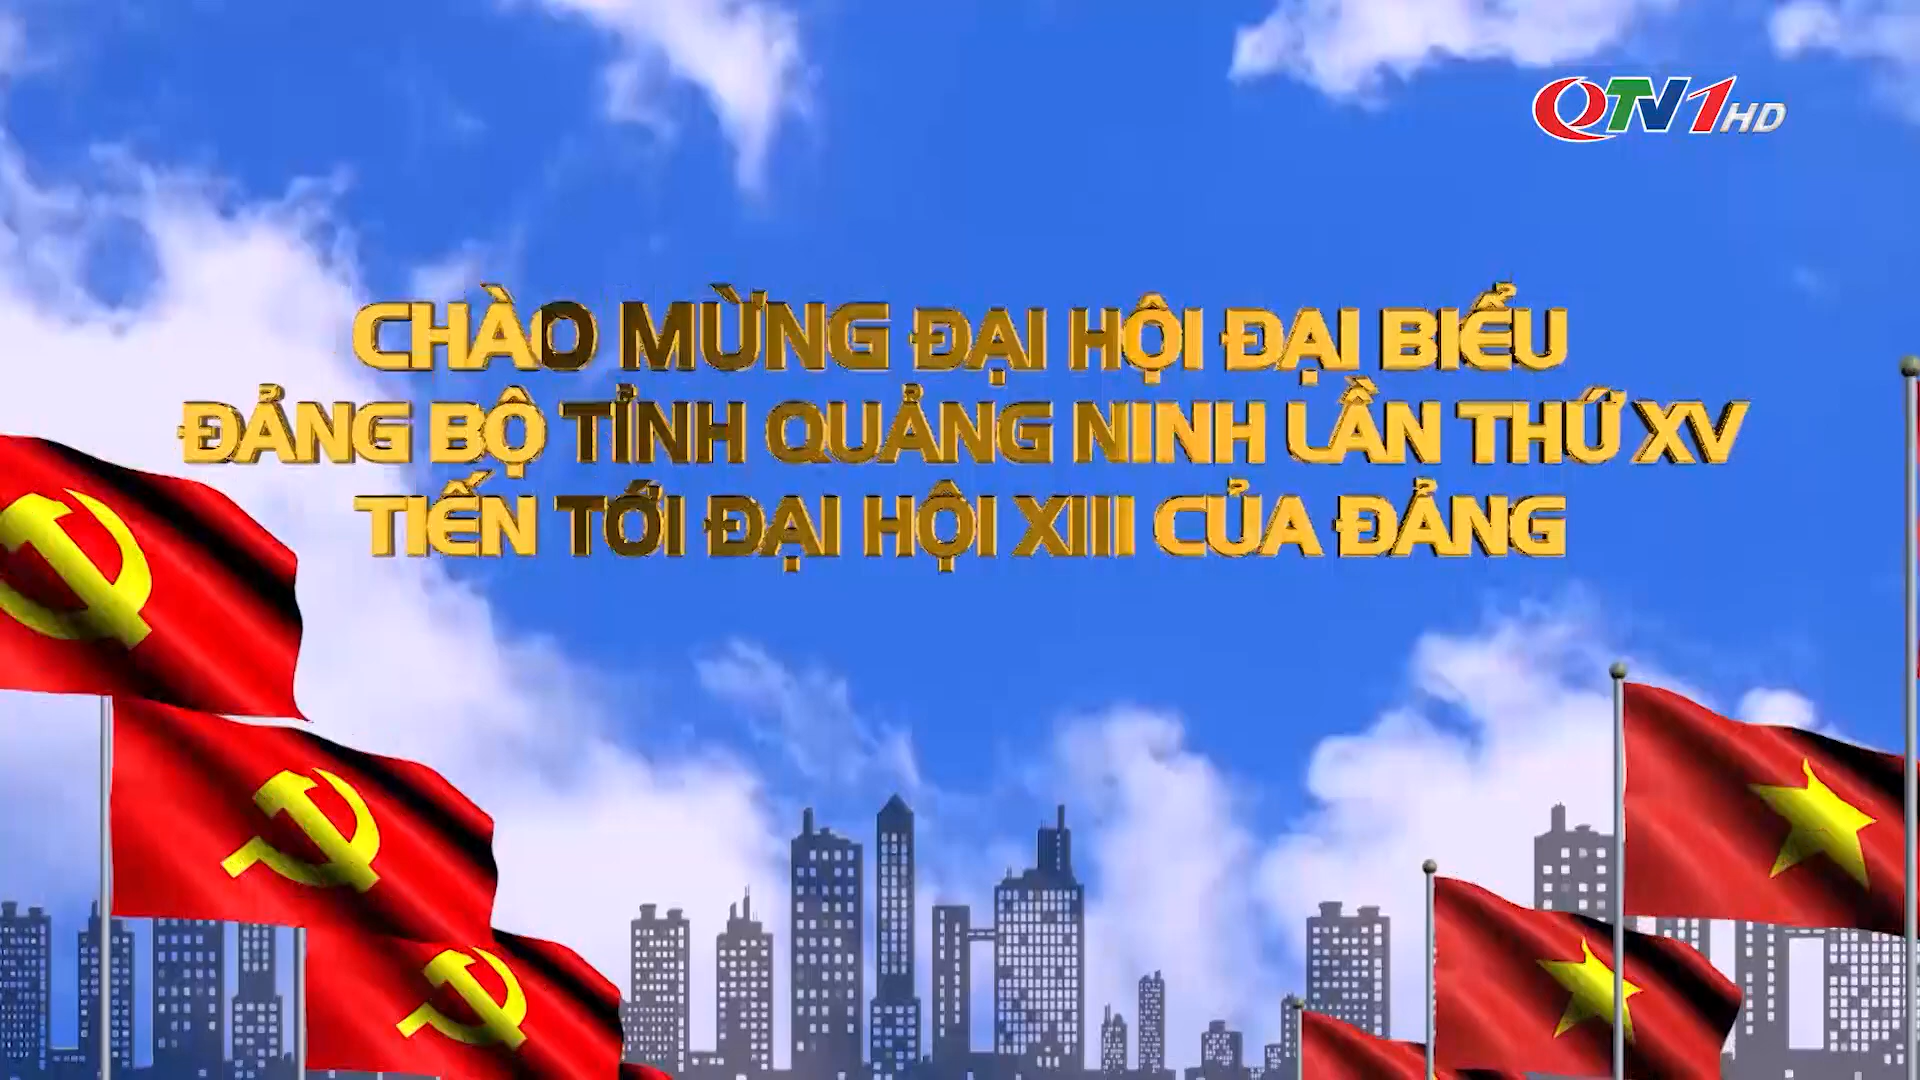 QTV1HD
CHÀO MỪNG ĐẠI HỘI ĐẠI BIỂU
ĐẢNG BỘ TỈNH QUẢNG NINH LẦN THỨ XV
TIẾN TỚI ĐẠI HỘI XIII CỦA ĐẢNG